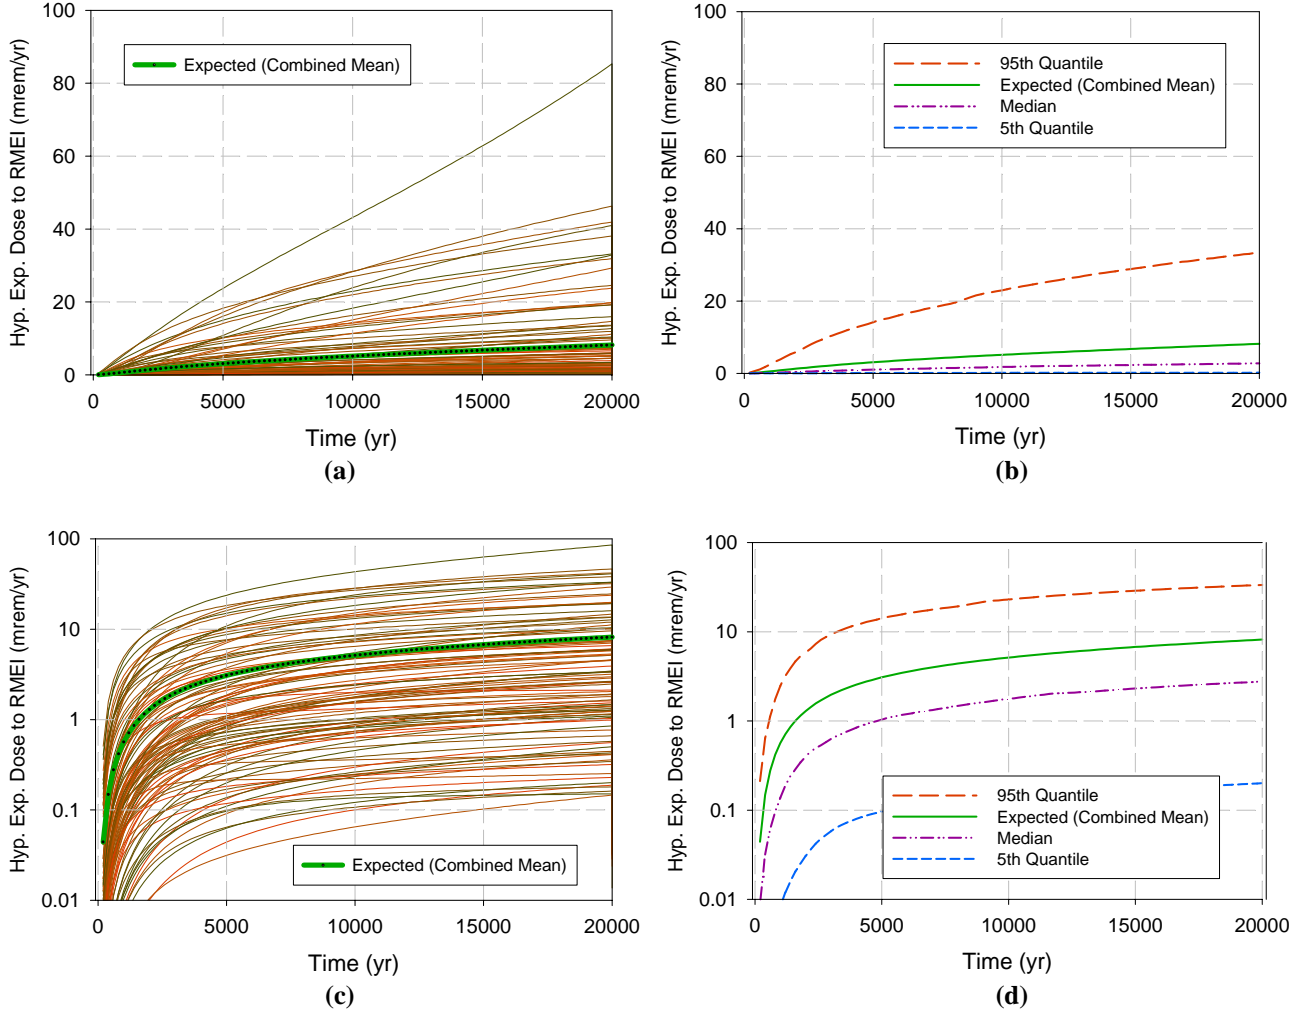 Hyp. Exp. Dose to RMEI (mrem/yr)
100
80
60
40
20
0
Expected (Combined Mean)
0 5000 10000 15000 20000
Time (yr)
(a)
Hyp. Exp. Dose to RMEI (mrem/yr)
100
80
60
40
20
0
95th Quantile
Expected (Combined Mean)
Median
5th Quantile
0 5000 10000 15000 20000
Time (yr)
(b)
Hyp. Exp. Dose to RMEI (mrem/yr)
100
10
1
0.1
0.01
Expected (Combined Mean)
0 5000 10000 15000 20000
Time (yr)
(c)
Hyp. Exp. Dose to RMEI (mrem/yr)
100
10
1
0.1
0.01
95th Quantile
Expected (Combined Mean)
Median
5th Quantile
0 5000 10000 15000 20000
Time (yr)
(d)